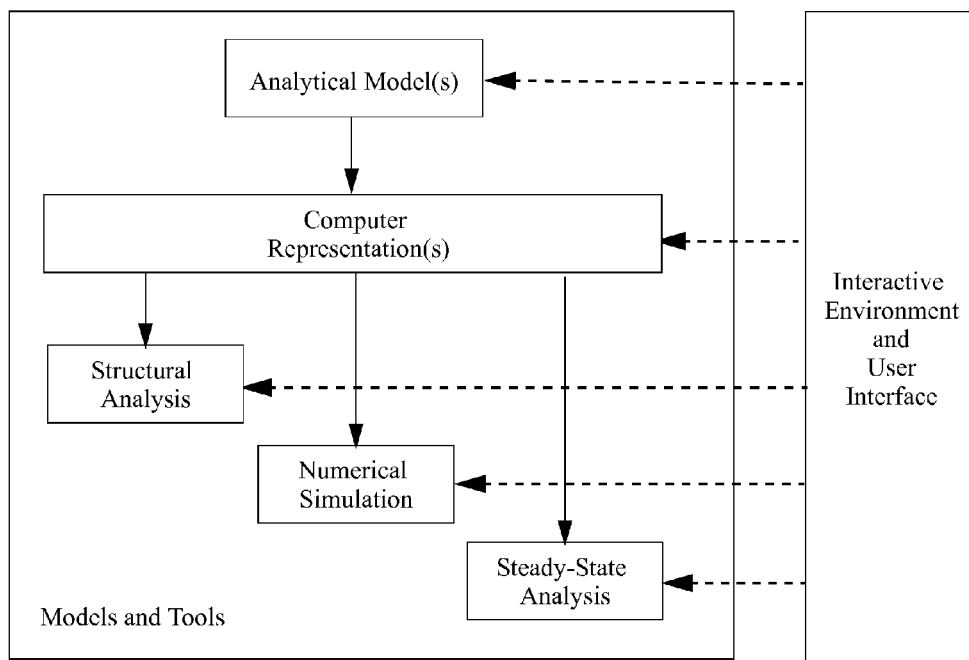 Analytical Model(s)
Computer
Representation(s)
Structural
Analysis
Numerical
Simulation
Steady-State
Analysis
Models and Tools
Interactive
Environment
and
User
Interface